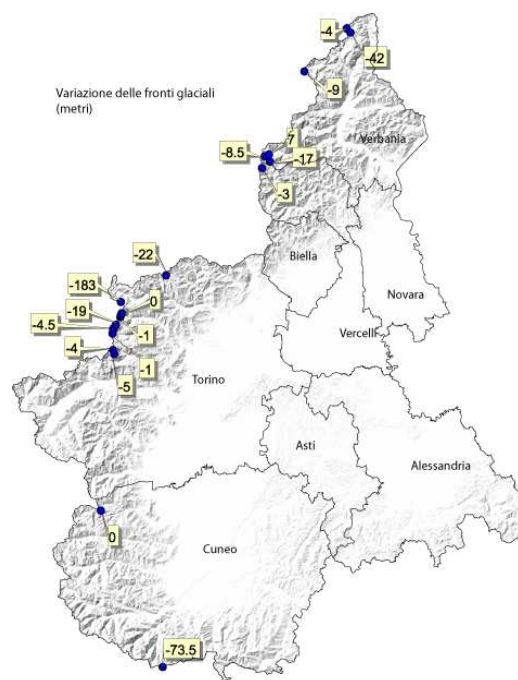 -4
-42
Variazione delle fronti glaciali
(metri)
-9
7
Verbania
-8.5
-17
-3
-22
Biella
-183
0
Novara
-19
-4.5
-1
Vercelli
-4
-1
Torino
-5
Asti
Alessandria
0
Cuneo
-73.5